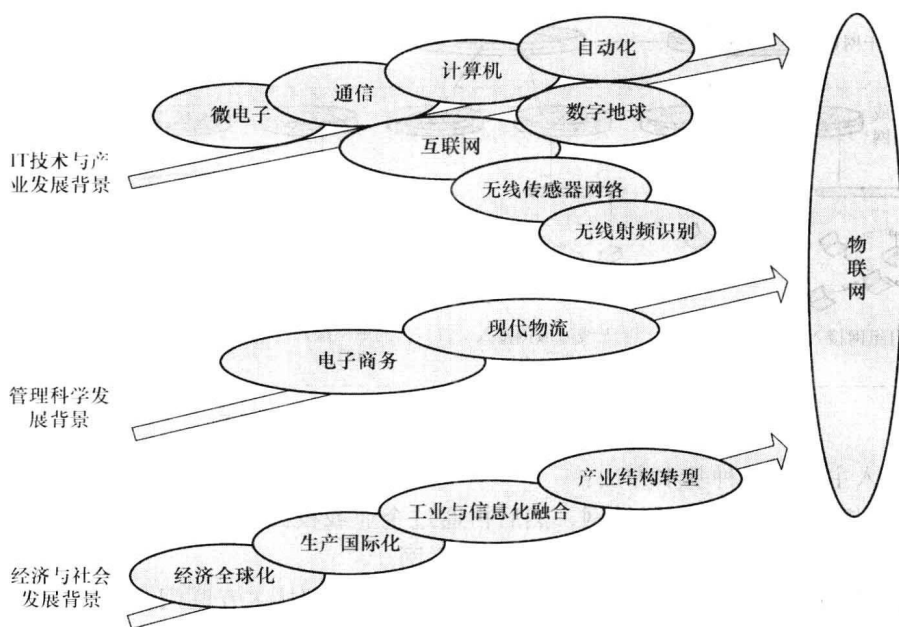 自动化
计算机
通信
微电子
数字地球
互联网
IT技术与产
业发展背景
无线传感器网络
无线射频识别
物
联
网
现代物流
电子商务
管理科学发
展背景
产业结构转型
工业与信息化融合
生产国际化
经济全球化
经济与社会
发展背景